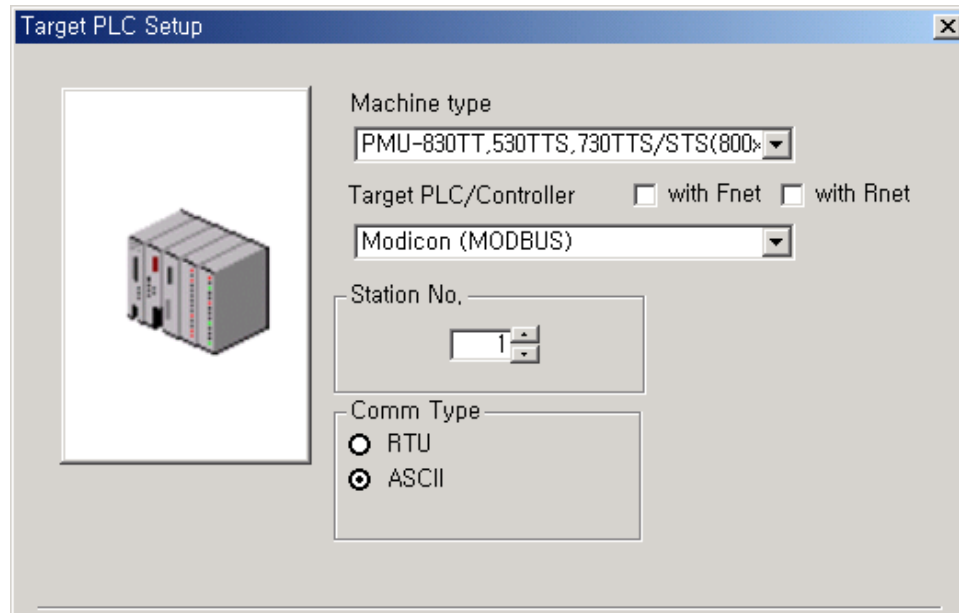 Target PLC Setup
Machine type
PMU-830TT,530TTS,730TTS/STS(800x
Target PLC/Controller with Fnet with Rnet
Modicon (MODBUS)
Station No.
1
Comm Type
RTU
ASCII